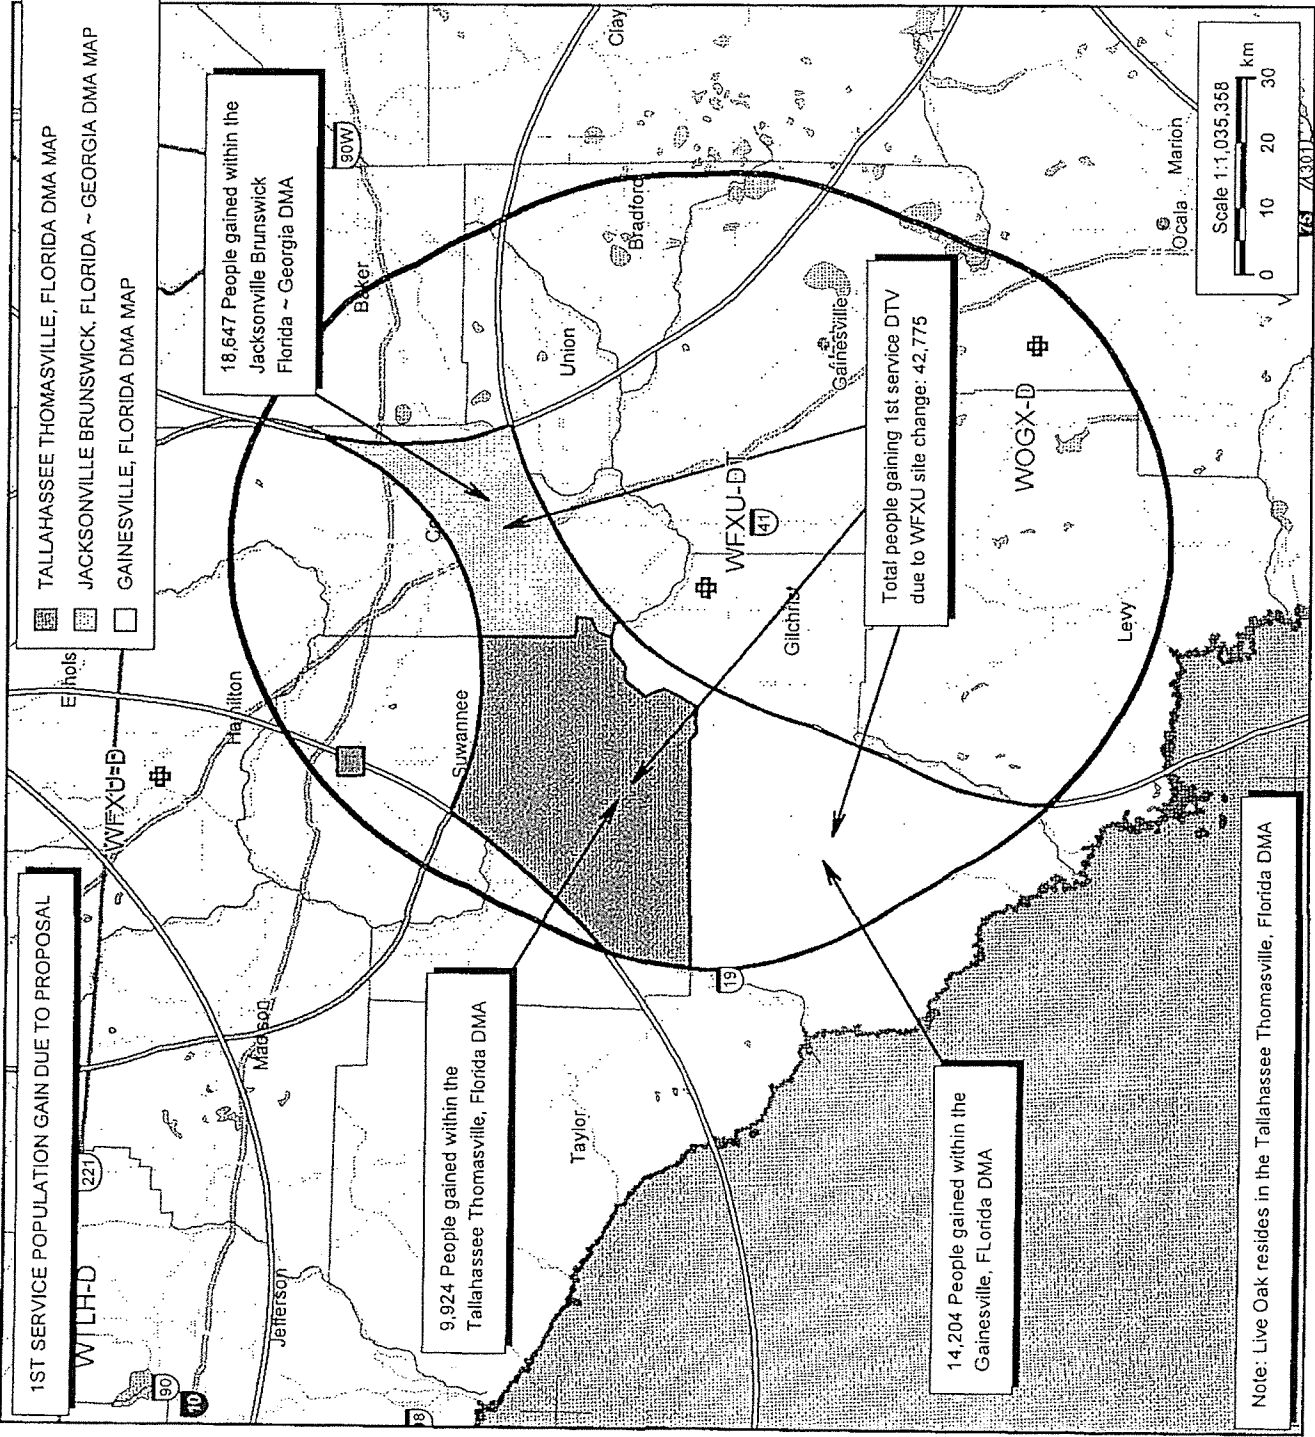 1ST SERVICE POPULATION GAIN DUE TO PROPOSAL
TALLAHASSEE THOMASVILLE, FLORIDA DMA MAP
JACKSONVILLE BRUNSWICK, FLORIDA ~ GEORGIA DMA MAP
GAINESVILLE, FLORIDA DMA MAP
WTLH-D
221
90
10
WFXU-D
Hamilton
Jefferson
Madison
Suwannee
Baker
90W
Clay
18,647 People gained within the
Jacksonville Brunswick
Florida ~ Georgia DMA
9,924 People gained within the
Tallahassee Thomasville, Florida DMA
Taylor
Union
Bradford
19
WFXU-DT
41
Gilchrist
Gainesville
Total people gaining 1st service DTV
due to WFXU site change: 42,775
14,204 People gained within the
Gainesville, FLorida DMA
WOGX-D
Levy
Ocala
Marion
Scale 1:1,035,358
0 10 20 30 km
75
301
Note: Live Oak resides in the Tallahassee Thomasville, Florida DMA